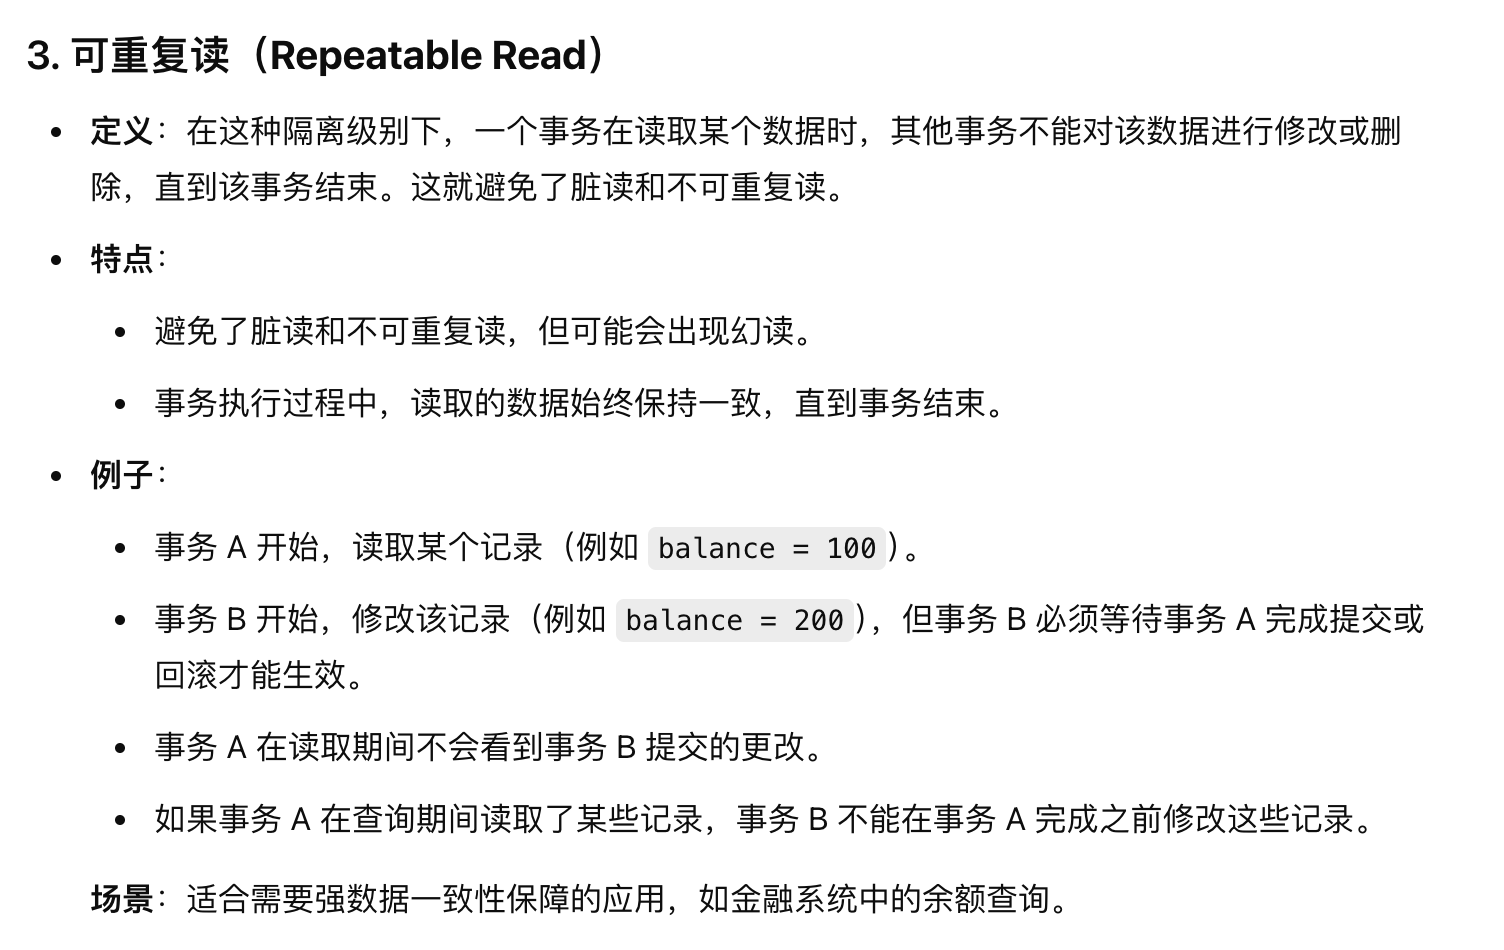 3. 可重复读（Repeatable Read）
• 定义：在这种隔离级别下，一个事务在读取某个数据时，其他事务不能对该数据进行修改或删
除，直到该事务结束。这就避免了脏读和不可重复读。
• 特点：
• 避免了脏读和不可重复读，但可能会出现幻读。
• 事务执行过程中，读取的数据始终保持一致，直到事务结束。
• 例子：
• 事务 A 开始，读取某个记录（例如 balance = 100）。
• 事务 B 开始，修改该记录（例如 balance = 200），但事务 B 必须等待事务 A 完成提交或
回滚才能生效。
• 事务 A 在读取期间不会看到事务 B 提交的更改。
• 如果事务 A 在查询期间读取了某些记录，事务 B 不能在事务 A 完成之前修改这些记录。
场景：适合需要强数据一致性保障的应用，如金融系统中的余额查询。